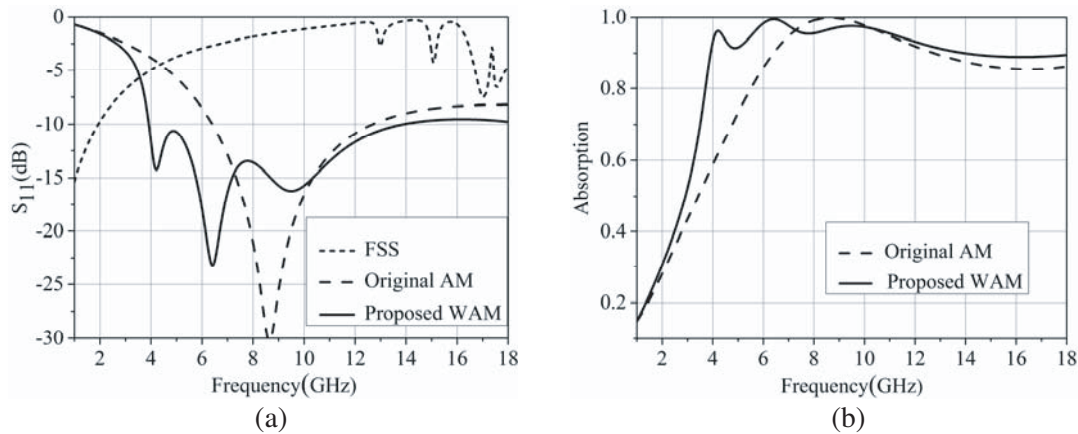 0
-5
-10
-15
-20
-25
-30
S11(dB)
FSS
Original AM
Proposed WAM
2 4 6 8 10 12 14 16 18
Frequency(GHz)
(a)
1.0
0.8
0.6
0.4
0.2
Absorption
Original AM
Proposed WAM
2 4 6 8 10 12 14 16 18
Frequency(GHz)
(b)